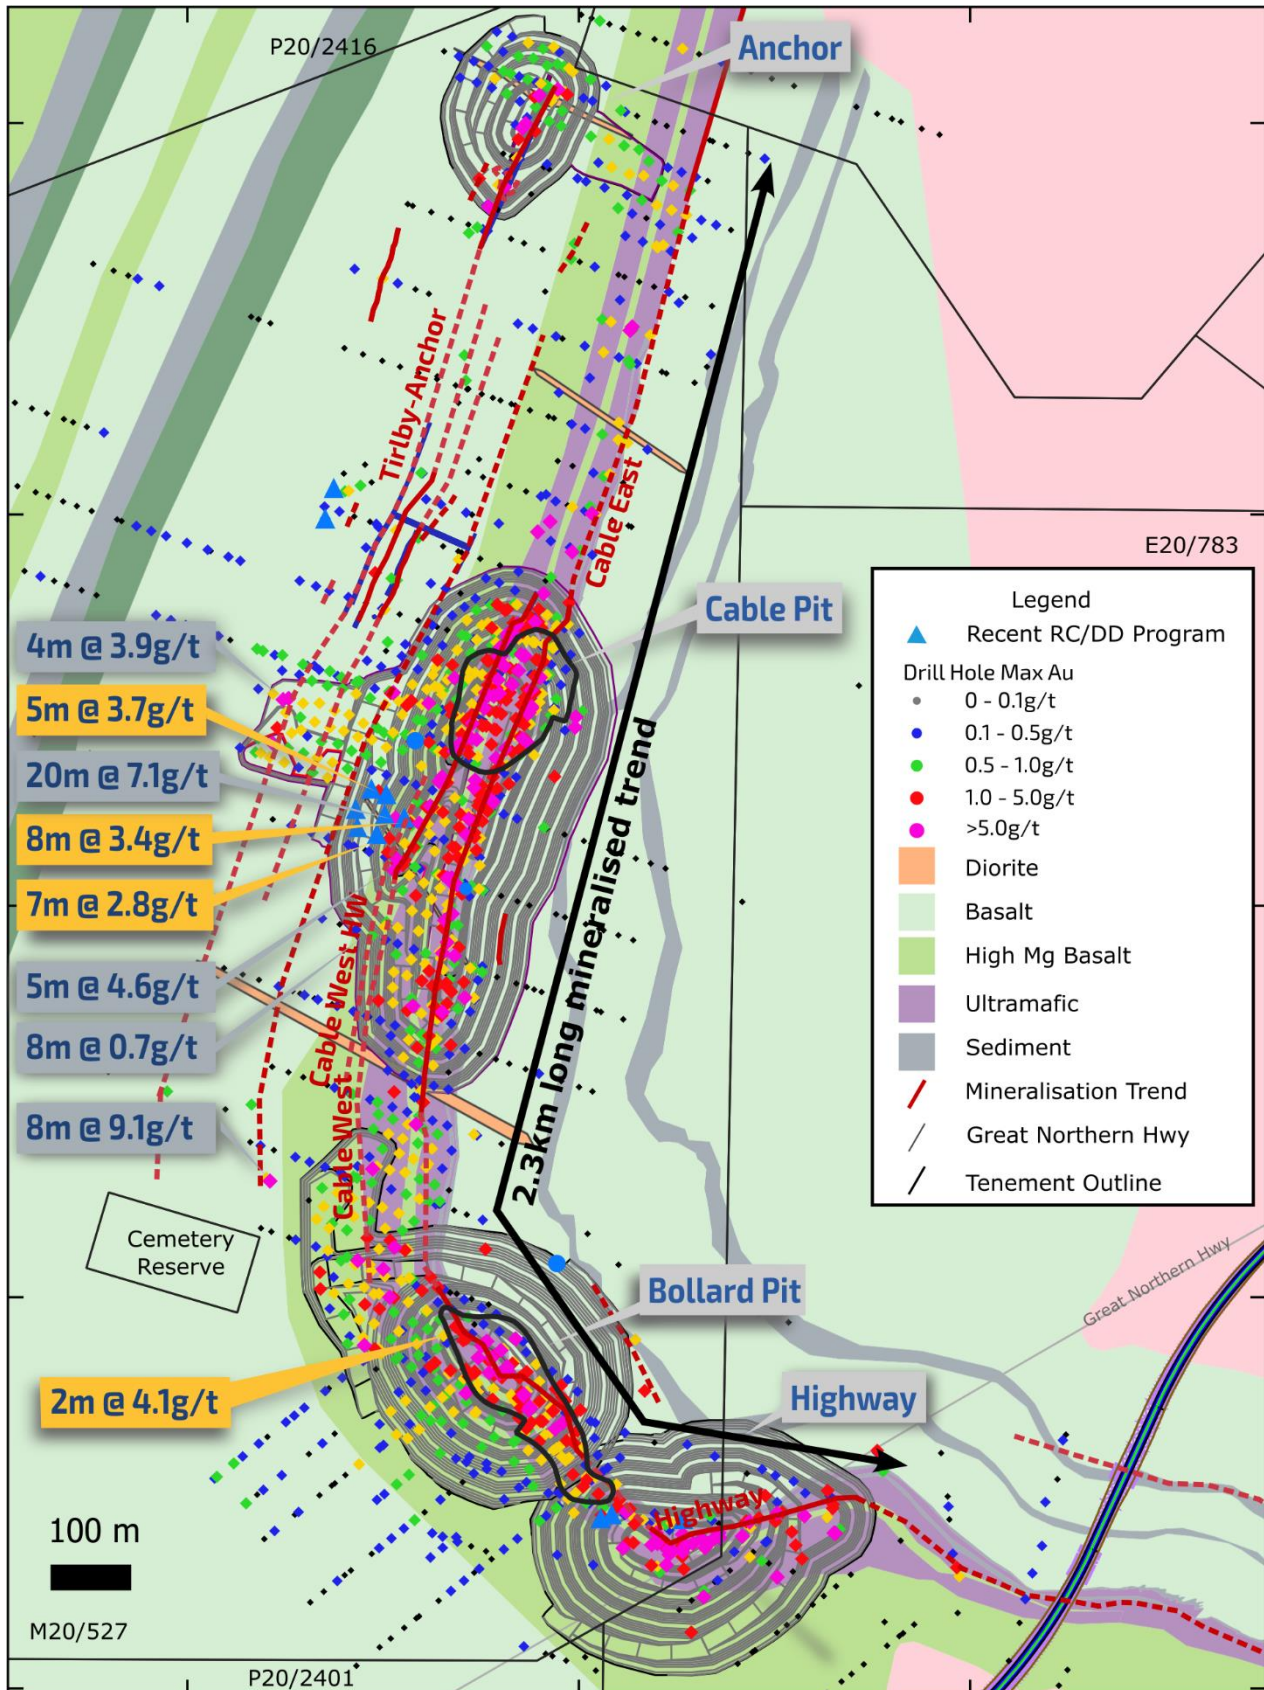 P20/2416
Anchor
Tirlby-Anchor
Cable East
E20/783
Cable Pit
4m @ 3.9g/t
5m @ 3.7g/t
20m @ 7.1g/t
8m @ 3.4g/t
7m @ 2.8g/t
5m @ 4.6g/t
8m @ 0.7g/t
8m @ 9.1g/t
Cable West HW
Cable West
2.3km long mineralised trend
Legend
Recent RC/DD Program
Drill Hole Max Au
0 - 0.1g/t
0.1 - 0.5g/t
0.5 - 1.0g/t
1.0 - 5.0g/t
>5.0g/t
Diorite
Basalt
High Mg Basalt
Ultramafic
Sediment
Mineralisation Trend
Great Northern Hwy
Tenement Outline
Cemetery
Reserve
Great Northern Hwy
Bollard Pit
2m @ 4.1g/t
Highway
Highway
100 m
M20/527
P20/2401